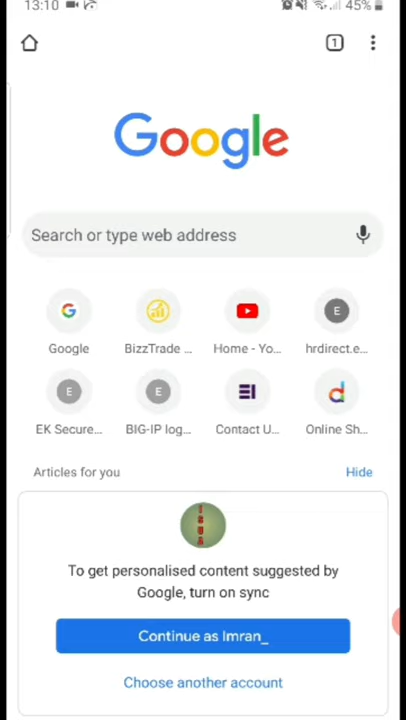 13:10
45%
1
Google
Search or type web address
E
Google
BizzTrade ...
Home - Yo...
hrdirect.e...
E
E
EI
d
EK Secure...
BIG-IP log...
Contact U...
Online Sh...
Articles for you
Hide
To get personalised content suggested by
Google, turn on sync
Continue as Imran_
Choose another account